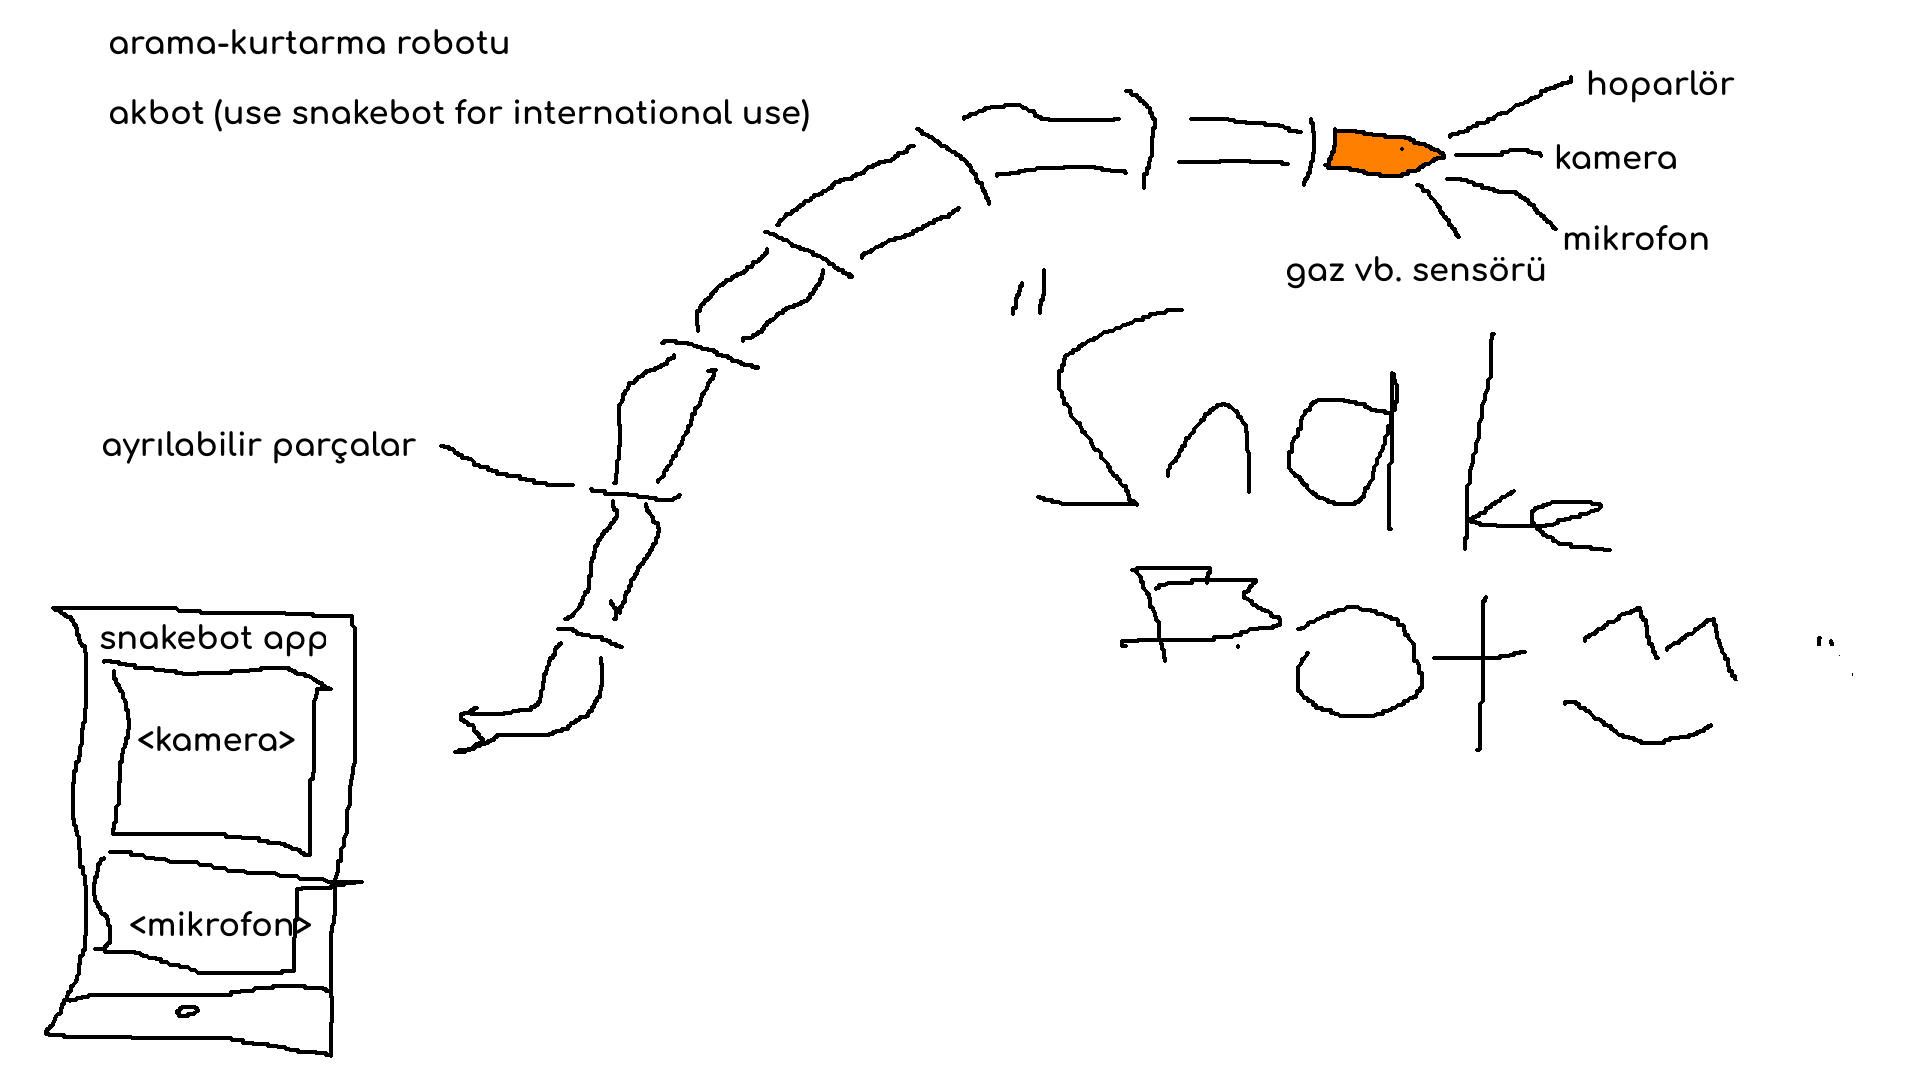 arama-kurtarma robotu
akbot (use snakebot for international use)
hoparlör
kamera
mikrofon
gaz vb. sensörü
"Snake
Bot"
ayrılabilir parçalar
snakebot app
<kamera>
<mikrofon>